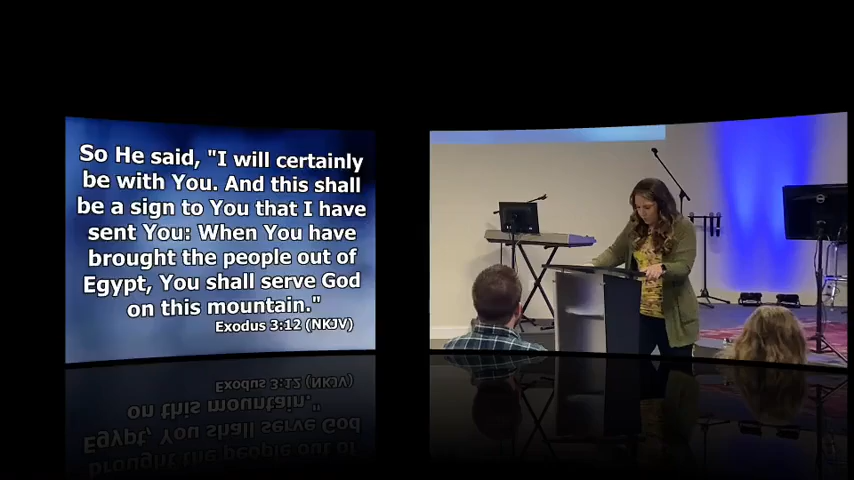 So He said, "I will certainly
be with You. And this shall
be a sign to You that I have
sent You: When You have
brought the people out of
Egypt, You shall serve God
on this mountain."
Exodus 3:12 (NKJV)